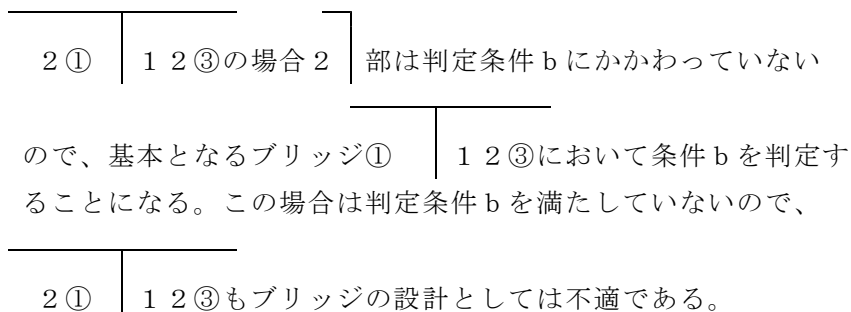 2① 12③の場合2 部は判定条件bにかかわっていない
ので、基本となるブリッジ① 12③において条件bを判定す
ることになる。この場合は判定条件bを満たしていないので、
2① 12③もブリッジの設計としては不適である。